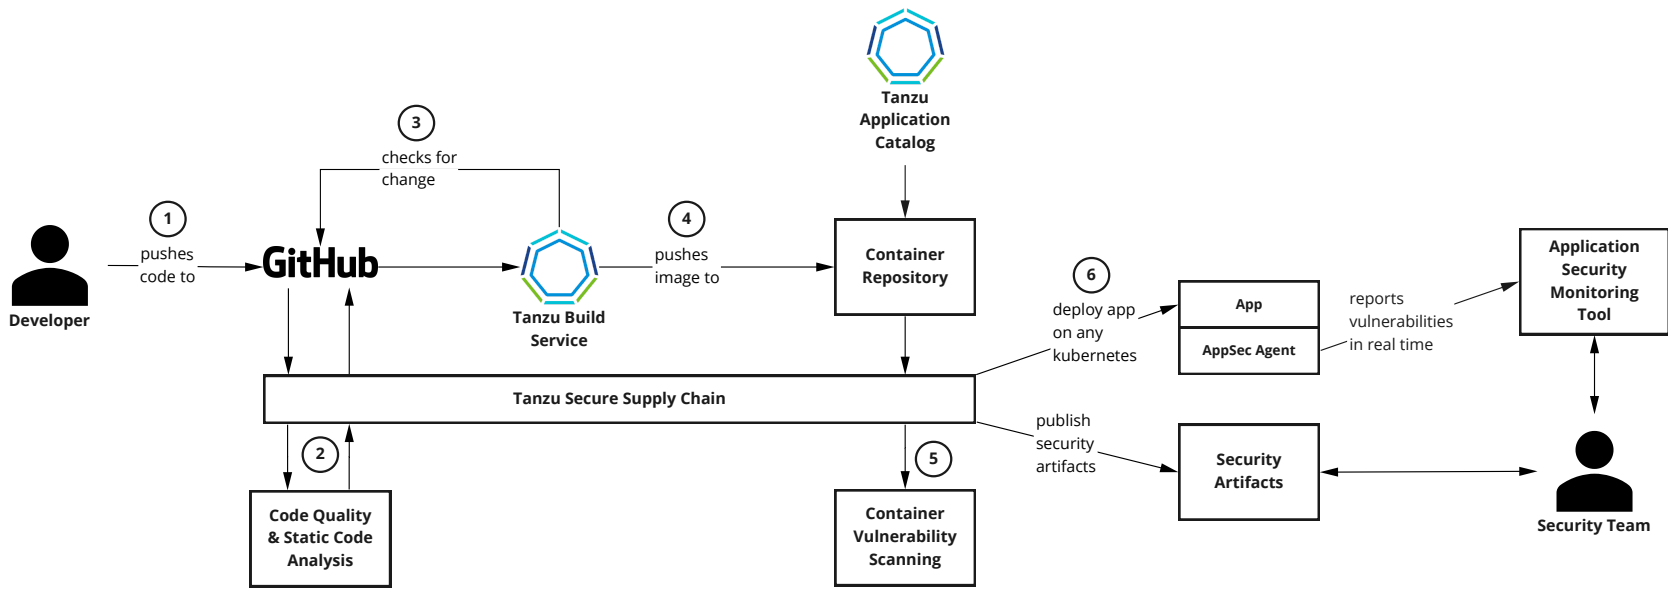 Tanzu
Application
Catalog
3
checks for
change
1
pushes
code to
4
pushes
image to
Developer
GitHub
Tanzu Build
Service
Container
Repository
6
deploy app
on any
kubernetes
App
AppSec Agent
reports
vulnerabilities
in real time
Application
Security
Monitoring
Tool
Tanzu Secure Supply Chain
2
5
publish
security
artifacts
Security
Artifacts
Security Team
Code Quality
& Static Code
Analysis
Container
Vulnerability
Scanning